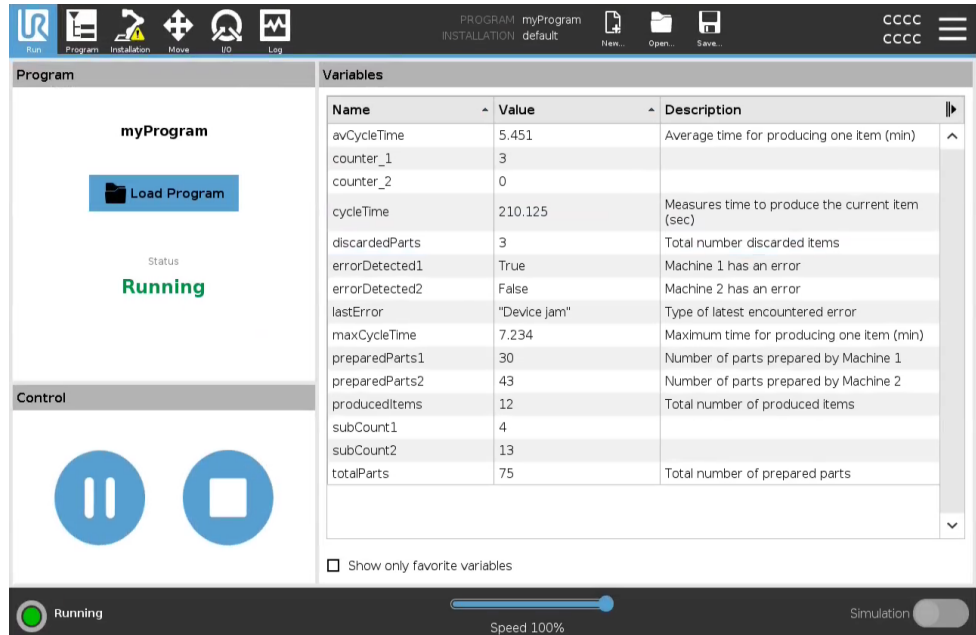 UR
PROGRAM myProgram
INSTALLATION default
CCCC
CCCC
Run Program Installation Move I/O Log New... Open... Save...
Program
myProgram
Load Program
Status
Running
Control
Variables
Name Value Description
avCycleTime 5.451 Average time for producing one item (min)
counter_1 3
counter_2 0
cycleTime 210.125 Measures time to produce the current item
(sec)
discardedParts 3 Total number discarded items
errorDetected1 True Machine 1 has an error
errorDetected2 False Machine 2 has an error
lastError "Device jam" Type of latest encountered error
maxCycleTime 7.234 Maximum time for producing one item (min)
preparedParts1 30 Number of parts prepared by Machine 1
preparedParts2 43 Number of parts prepared by Machine 2
producedItems 12 Total number of produced items
subCount1 4
subCount2 13
totalParts 75 Total number of prepared parts
Show only favorite variables
Running
Speed 100%
Simulation